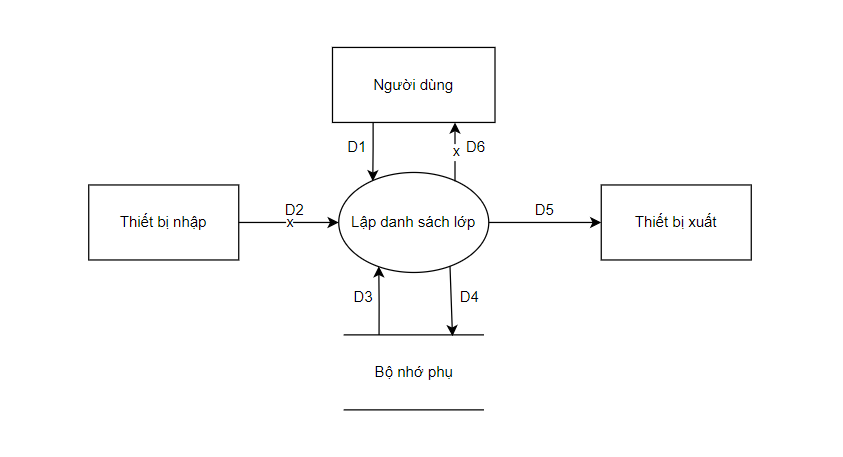 Người dùng
D1
x
D6
Thiết bị nhập
D2
x
Lập danh sách lớp
D5
Thiết bị xuất
D3
D4
Bộ nhớ phụ